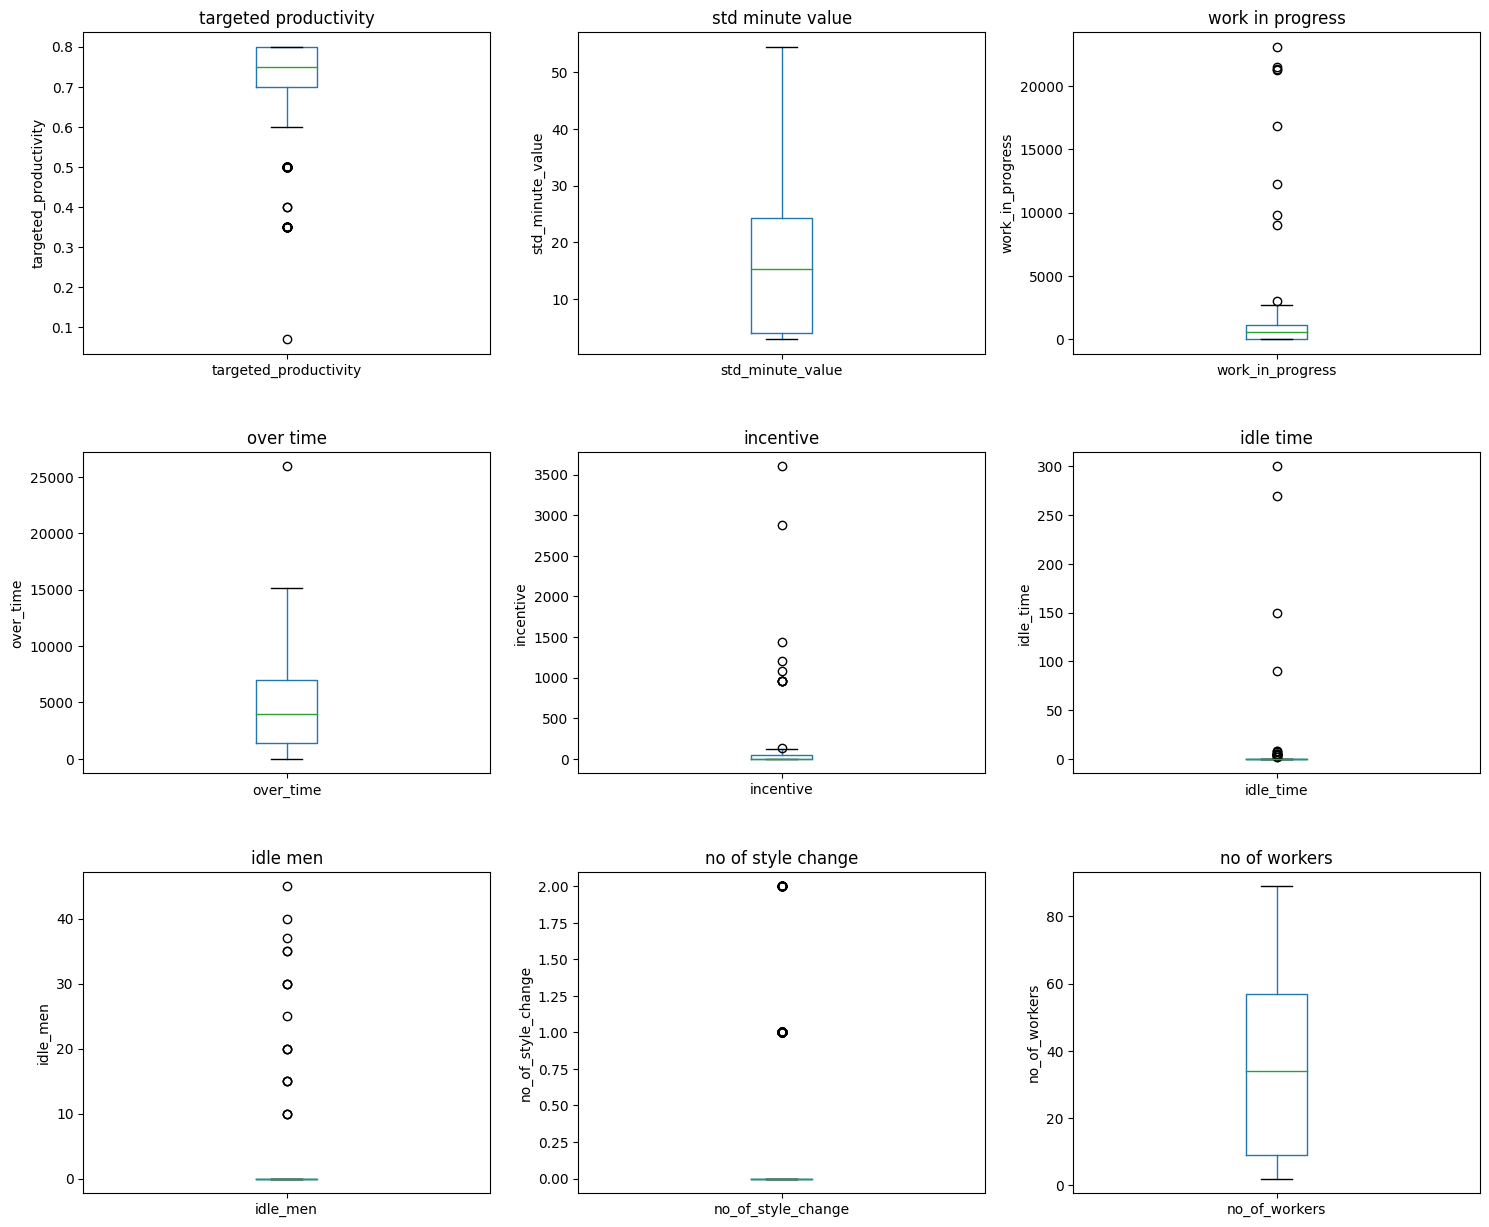 targeted productivity
targeted_productivity
0.8
0.7
0.6
0.5
0.4
0.3
0.2
0.1
targeted_productivity
std minute value
std_minute_value
50
40
30
20
10
std_minute_value
work in progress
work_in_progress
20000
15000
10000
5000
0
work_in_progress
over time
over_time
25000
20000
15000
10000
5000
0
over_time
incentive
incentive
3500
3000
2500
2000
1500
1000
500
0
incentive
idle time
idle_time
300
250
200
150
100
50
0
idle_time
idle men
idle_men
40
30
20
10
0
idle_men
no of style change
no_of_style_change
2.00
1.75
1.50
1.25
1.00
0.75
0.50
0.25
0.00
no_of_style_change
no of workers
no_of_workers
80
60
40
20
0
no_of_workers